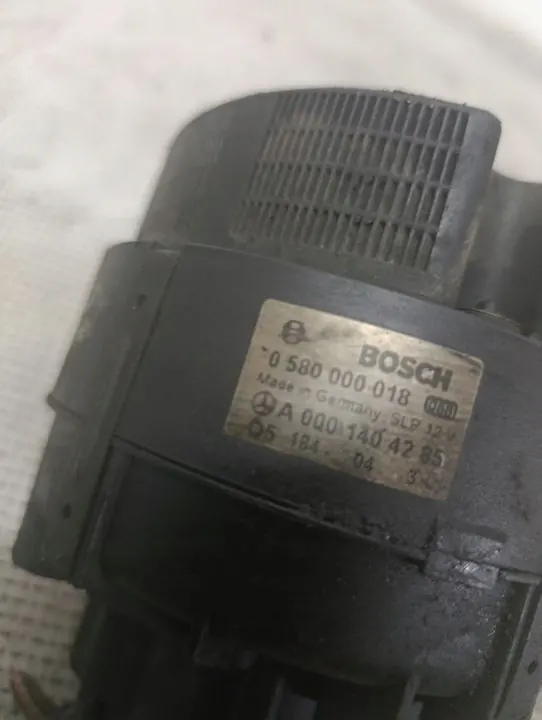 BOSCH
0 580 000 018
Made in Germany SLP 12 V
A 000 140 42 85
05 184 04 3